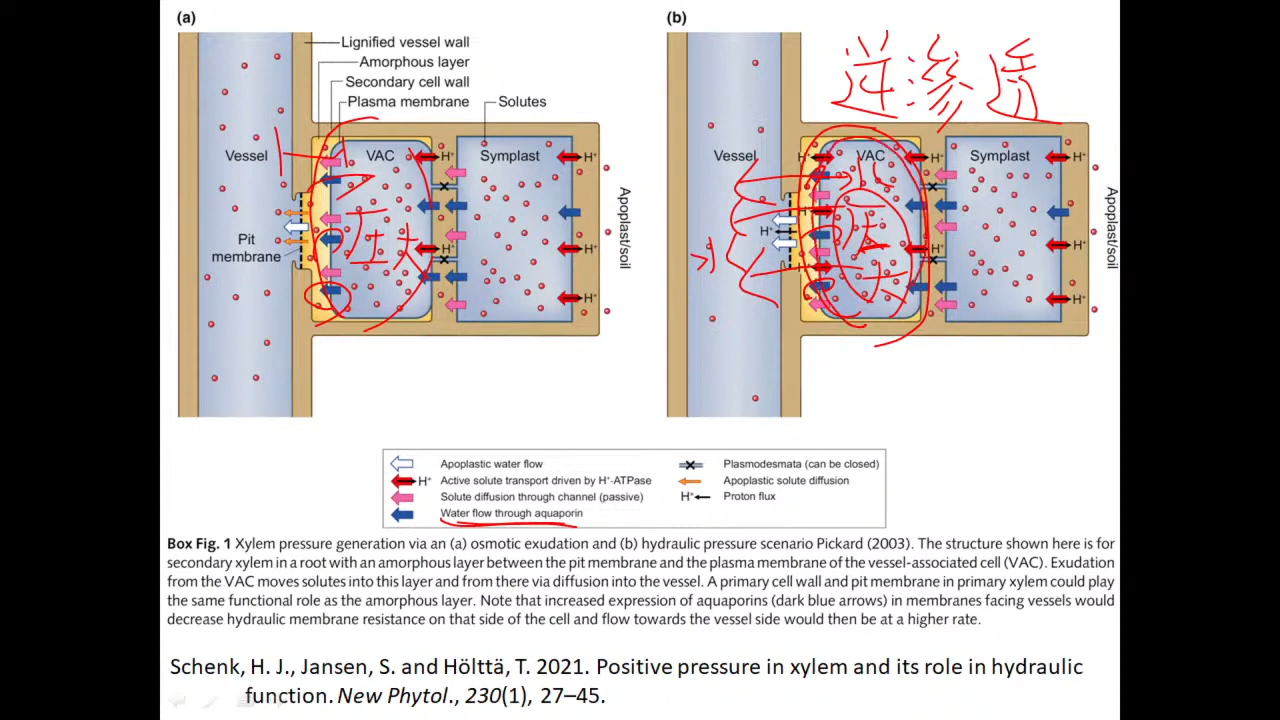 (a)
(b)
Lignified vessel wall
Amorphous layer
Secondary cell wall
Plasma membrane
Solutes
逆渗透
Vessel
VAC
H⁺
Symplast
H⁺
Vessel
H⁺
VAC
水
H⁺
Symplast
H⁺
Pit
membrane
压大
H⁺
H⁺
Apoplast/soil
H⁺
H⁺
压大
H⁺
H⁺
Apoplast/soil
H⁺
H⁺
H⁺
Apoplastic water flow
H⁺ Active solute transport driven by H⁺-ATPase
Solute diffusion through channel (passive)
Water flow through aquaporin
Plasmodesmata (can be closed)
Apoplastic solute diffusion
H⁺ Proton flux
Box Fig. 1 Xylem pressure generation via an (a) osmotic exudation and (b) hydraulic pressure scenario Pickard (2003). The structure shown here is for
secondary xylem in a root with an amorphous layer between the pit membrane and the plasma membrane of the vessel-associated cell (VAC). Exudation
from the VAC moves solutes into this layer and from there via diffusion into the vessel. A primary cell wall and pit membrane in primary xylem could play
the same functional role as the amorphous layer. Note that increased expression of aquaporins (dark blue arrows) in membranes facing vessels would
decrease hydraulic membrane resistance on that side of the cell and flow towards the vessel side would then be at a higher rate.
Schenk, H. J., Jansen, S. and Hölttä, T. 2021. Positive pressure in xylem and its role in hydraulic
function. New Phytol., 230(1), 27–45.